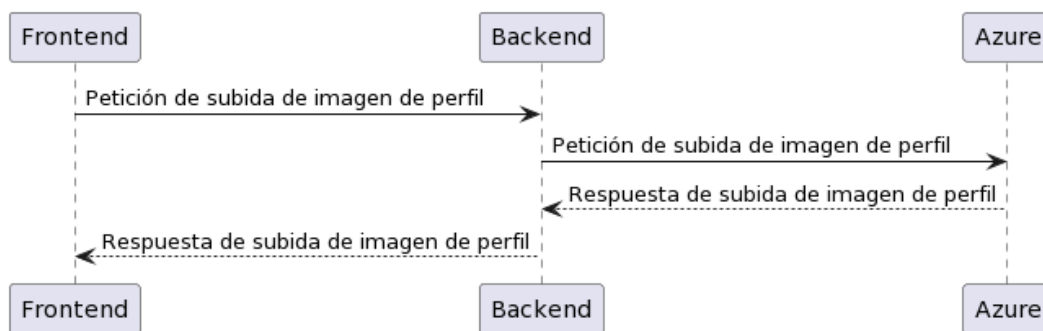 Frontend
Backend
Azure
Petición de subida de imagen de perfil
Petición de subida de imagen de perfil
Respuesta de subida de imagen de perfil
Respuesta de subida de imagen de perfil
Frontend
Backend
Azure